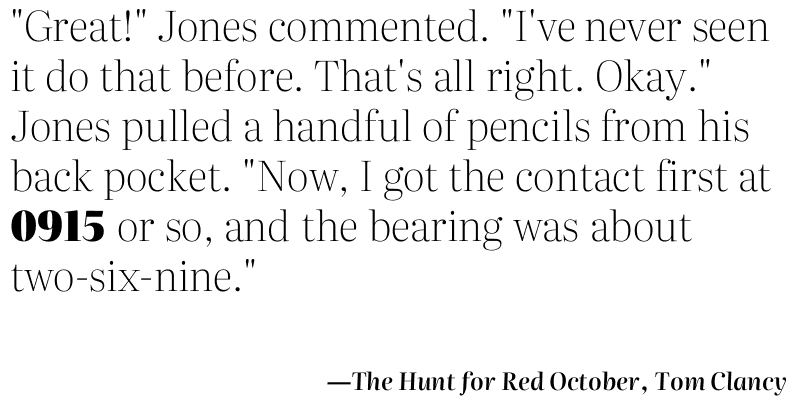 "Great!" Jones commented. "I've never seen
it do that before. That's all right. Okay."
Jones pulled a handful of pencils from his
back pocket. "Now, I got the contact first at
0915 or so, and the bearing was about
two-six-nine."
—The Hunt for Red October, Tom Clancy